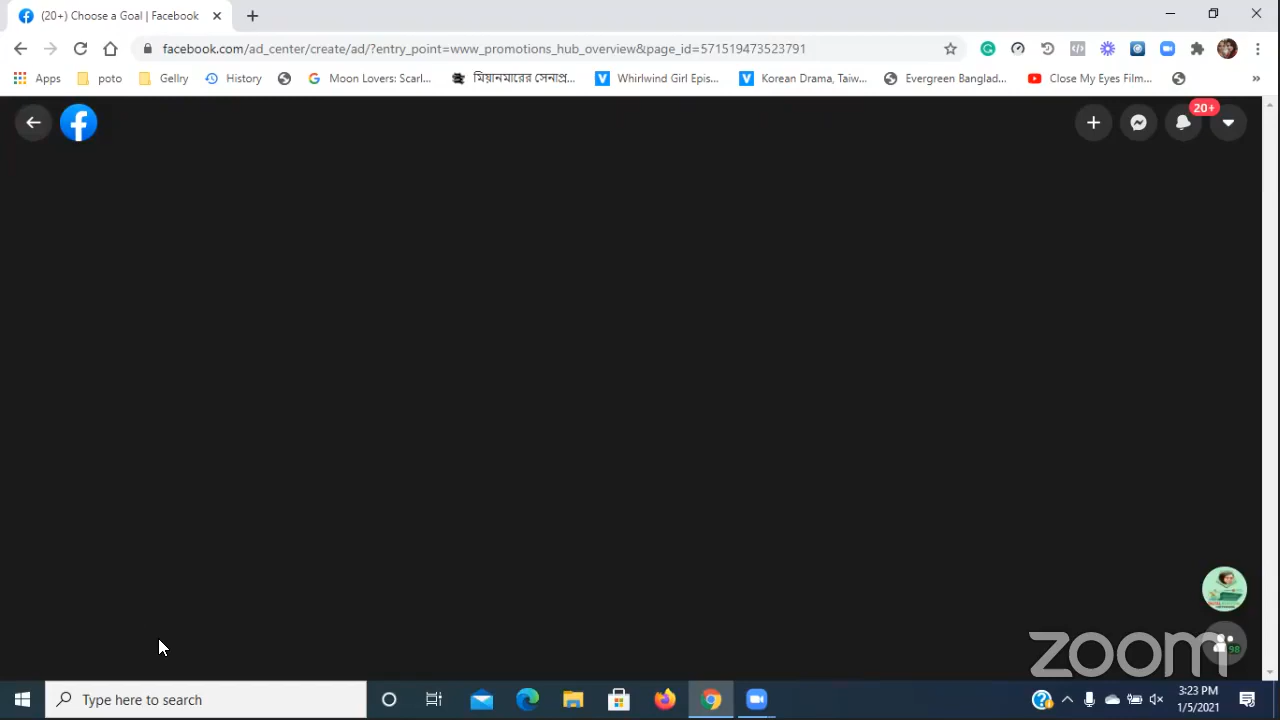 (20+) Choose a Goal | Facebook
facebook.com/ad_center/create/ad/?entry_point=www_promotions_hub_overview&page_id=571519473523791
Apps poto Gellry History Moon Lovers: Scarl... মিয়ানমারের সেনাপ্র... Whirlwind Girl Epis... Korean Drama, Taiw... Evergreen Banglad... Close My Eyes Film... »
20+
98
zoom
Type here to search
3:23 PM
1/5/2021